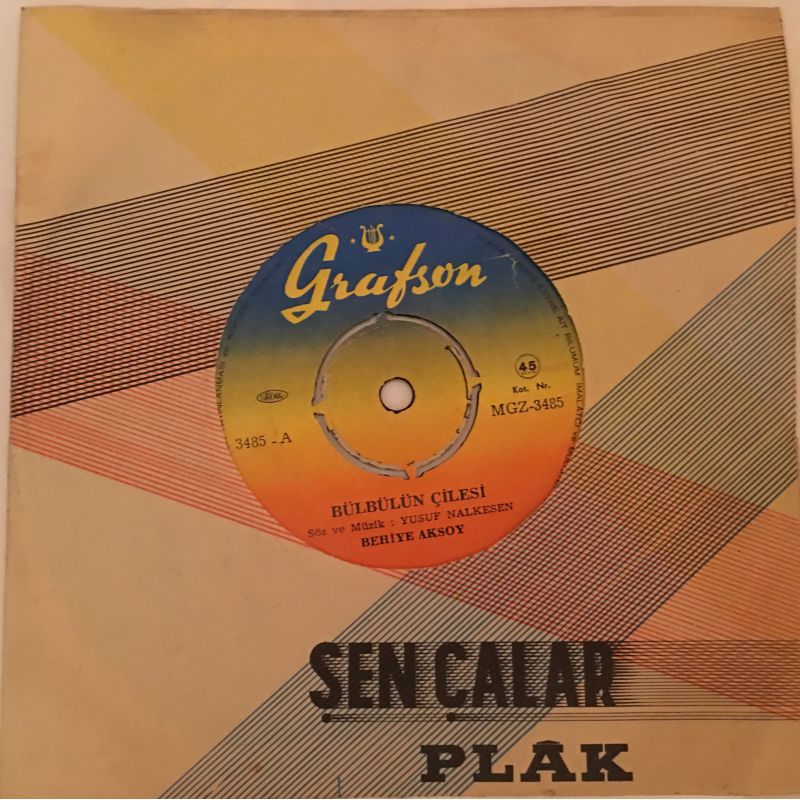 Grafson
45
Kat. Nr.
MGZ-3485
3485 - A
BÜLBÜLÜN ÇİLESİ
Söz ve Müzik : YUSUF NALKESEN
BEHİYE AKSOY
ŞEN ÇALAR
PLÂK